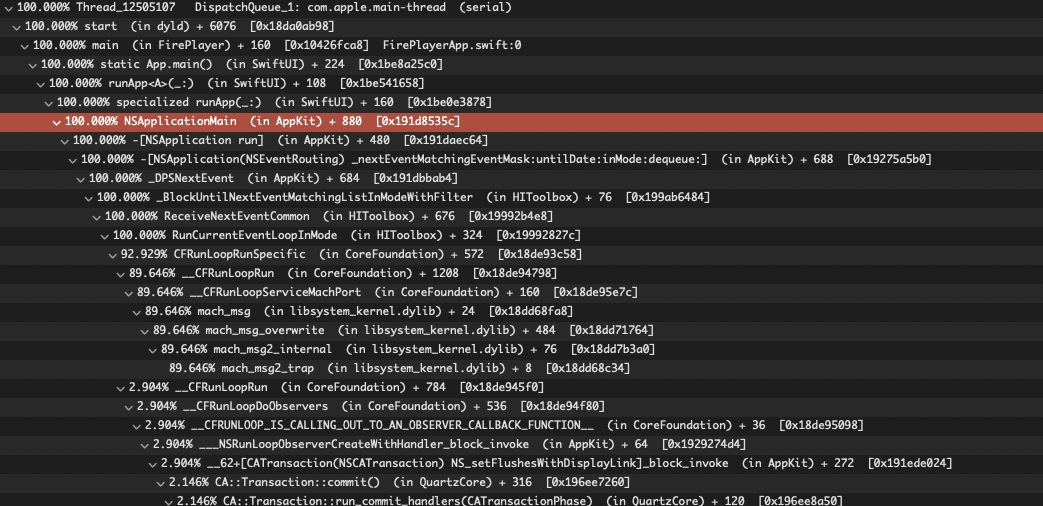 100.000% Thread_12505107 DispatchQueue_1: com.apple.main-thread (serial)
100.000% start (in dyld) + 6076 [0x18da0ab98]
100.000% main (in FirePlayer) + 160 [0x10426fca8] FirePlayerApp.swift:0
100.000% static App.main() (in SwiftUI) + 224 [0x1be8a25c0]
100.000% runApp<A>(_:) (in SwiftUI) + 108 [0x1be541658]
100.000% specialized runApp(_:) (in SwiftUI) + 160 [0x1be0e3878]
100.000% NSApplicationMain (in AppKit) + 880 [0x191d8535c]
100.000% -[NSApplication run] (in AppKit) + 480 [0x191daec64]
100.000% -[NSApplication(NSEventRouting) _nextEventMatchingEventMask:untilDate:inMode:dequeue:] (in AppKit) + 688 [0x19275a5b0]
100.000% _DPSNextEvent (in AppKit) + 684 [0x191dbbab4]
100.000% _BlockUntilNextEventMatchingListInModeWithFilter (in HIToolbox) + 76 [0x199ab6484]
100.000% ReceiveNextEventCommon (in HIToolbox) + 676 [0x19992b4e8]
100.000% RunCurrentEventLoopInMode (in HIToolbox) + 324 [0x19992827c]
92.929% CFRunLoopRunSpecific (in CoreFoundation) + 572 [0x18de93c58]
89.646% __CFRunLoopRun (in CoreFoundation) + 1208 [0x18de94798]
89.646% __CFRunLoopServiceMachPort (in CoreFoundation) + 160 [0x18de95e7c]
89.646% mach_msg (in libsystem_kernel.dylib) + 24 [0x18dd68fa8]
89.646% mach_msg_overwrite (in libsystem_kernel.dylib) + 484 [0x18dd71764]
89.646% mach_msg2_internal (in libsystem_kernel.dylib) + 76 [0x18dd7b3a0]
89.646% mach_msg2_trap (in libsystem_kernel.dylib) + 8 [0x18dd68c34]
2.904% __CFRunLoopRun (in CoreFoundation) + 784 [0x18de945f0]
2.904% __CFRunLoopDoObservers (in CoreFoundation) + 536 [0x18de94f80]
2.904% __CFRUNLOOP_IS_CALLING_OUT_TO_AN_OBSERVER_CALLBACK_FUNCTION__ (in CoreFoundation) + 36 [0x18de95098]
2.904% ___NSRunLoopObserverCreateWithHandler_block_invoke (in AppKit) + 64 [0x1929274d4]
2.904% __62+[CATransaction(NSCATransaction) NS_setFlushesWithDisplayLink]_block_invoke (in AppKit) + 272 [0x191ede024]
2.146% CA::Transaction::commit() (in QuartzCore) + 316 [0x196ee7260]
2.146% CA::Transaction::run_commit_handlers(CATransactionPhase) (in QuartzCore) + 120 [0x196ee8a50]